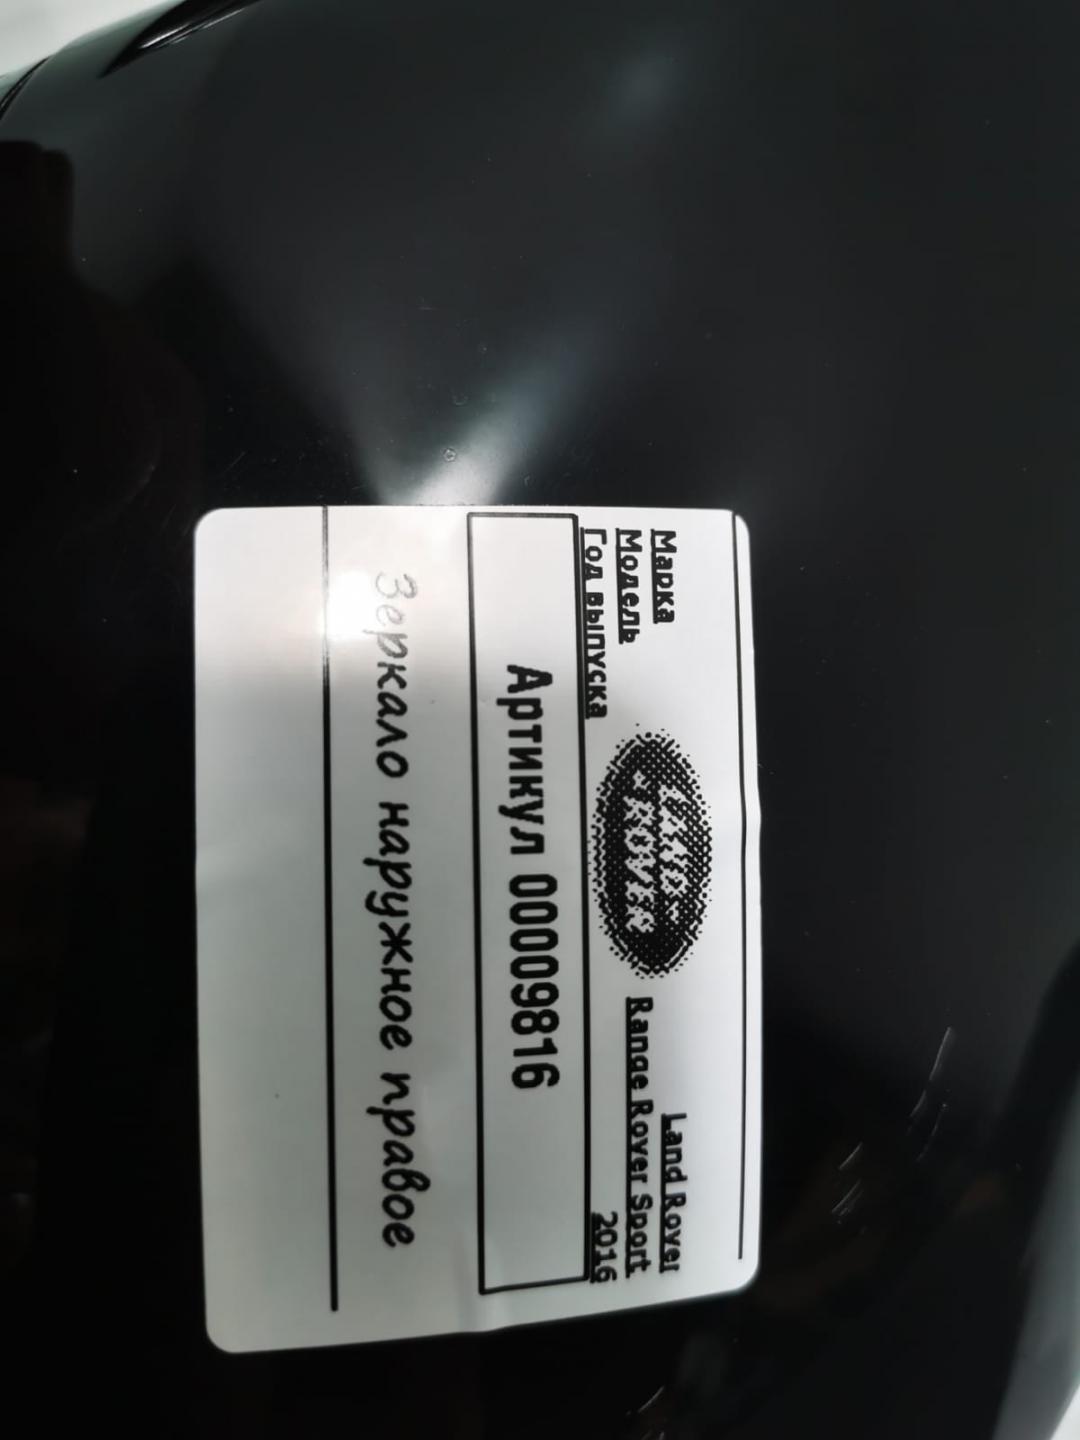 Марка Land Rover
Модель Range Rover Sport
Год выпуска 2016
LAND
ROVER
Артикул 00009816
Зеркало наружное правое